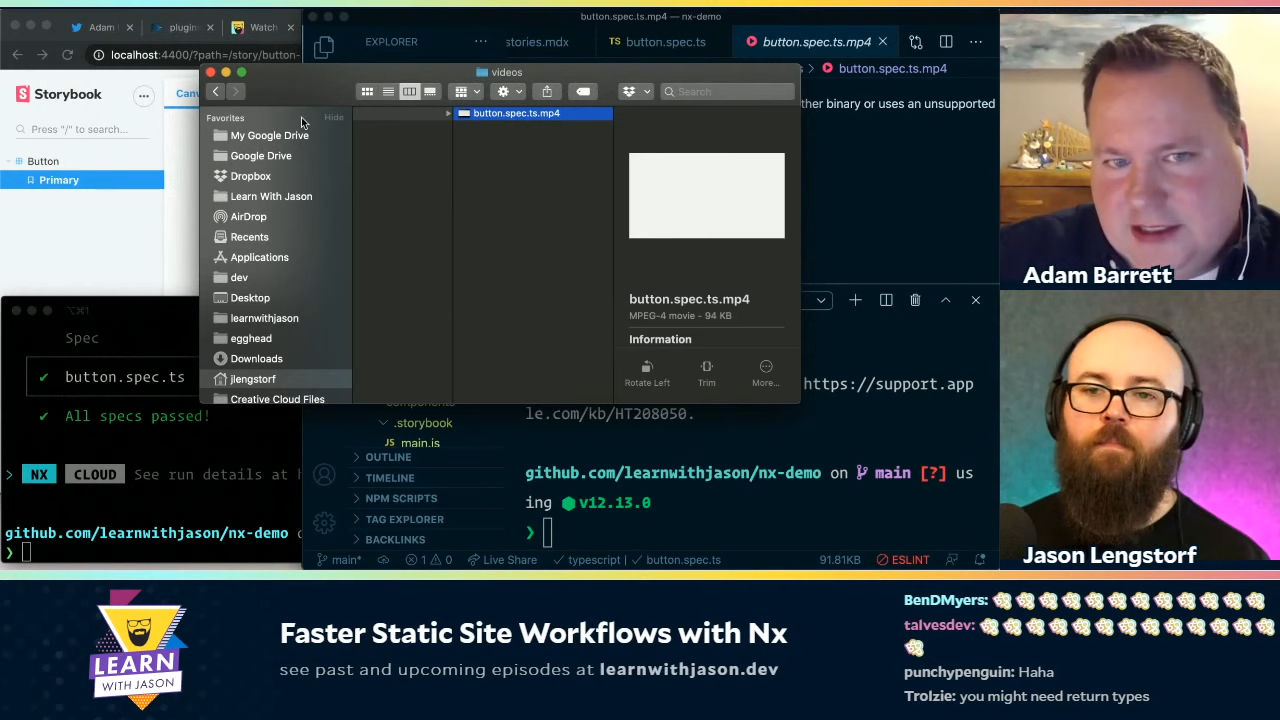 button.spec.ts.mp4 — nx-demo
Adam
plugin
Watch
EXPLORER
stories.mdx
TS button.spec.ts
button.spec.ts.mp4
localhost:4400/?path=/story/button-
videos
button.spec.ts.mp4
Storybook
Canv
Search
ther binary or uses an unsupported
Press "/" to search...
Favorites
Hide
button.spec.ts.mp4
My Google Drive
Google Drive
Button
Dropbox
Primary
Learn With Jason
AirDrop
Recents
Applications
dev
Adam Barrett
Desktop
button.spec.ts.mp4
MPEG-4 movie - 94 KB
learnwithjason
Information
Spec
egghead
Downloads
button.spec.ts
jlengstorf
Rotate Left
Trim
More...
https://support.app
Creative Cloud Files
All specs passed!
le.com/kb/HT208050.
.storybook
JS
OUTLINE
NX CLOUD See run details at h
github.com/learnwithjason/nx-demo on main [?] us
TIMELINE
NPM SCRIPTS
ing v12.13.0
TAG EXPLORER
github.com/learnwithjason/nx-demo
BACKLINKS
main* 1 0 Live Share typescript button.spec.ts 91.81KB ESLINT
Jason Lengstorf
LEARN
WITH JASON
Faster Static Site Workflows with Nx
see past and upcoming episodes at learnwithjason.dev
BenDMyers:
talvesdev:
punchypenguin: Haha
Trolzie: you might need return types